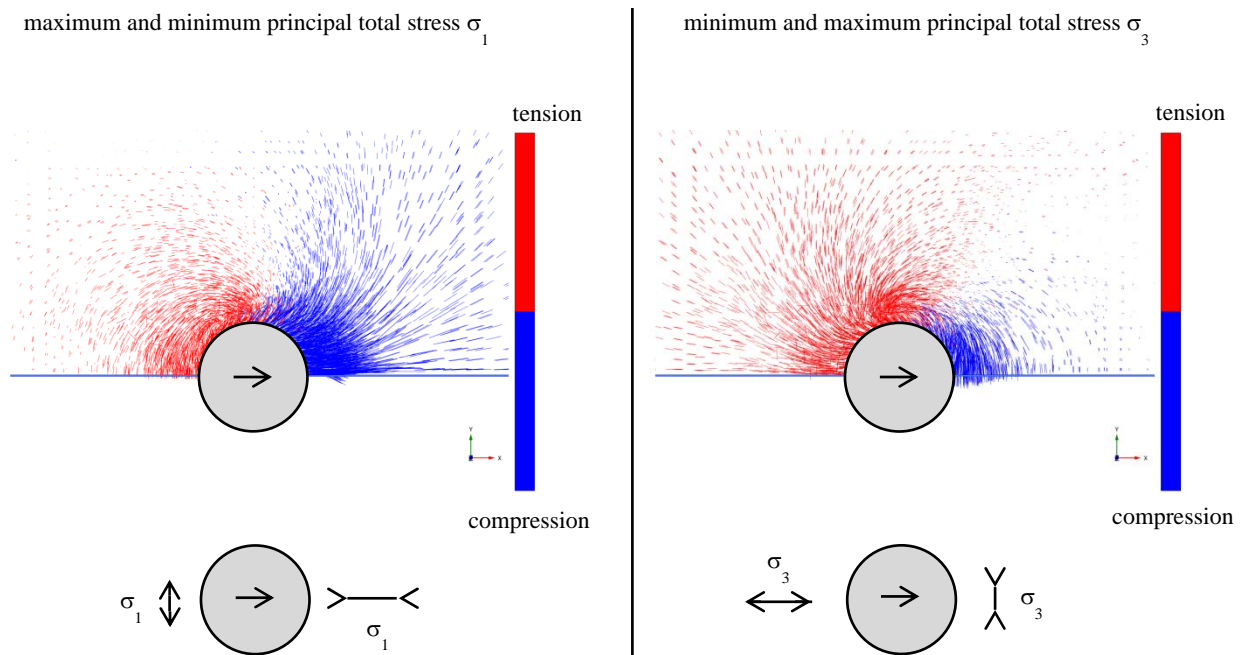 maximum and minimum principal total stress σ₁
minimum and maximum principal total stress σ₃
tension
tension
Y
X
Y
X
compression
compression
σ₁
σ₁
σ₃
σ₃